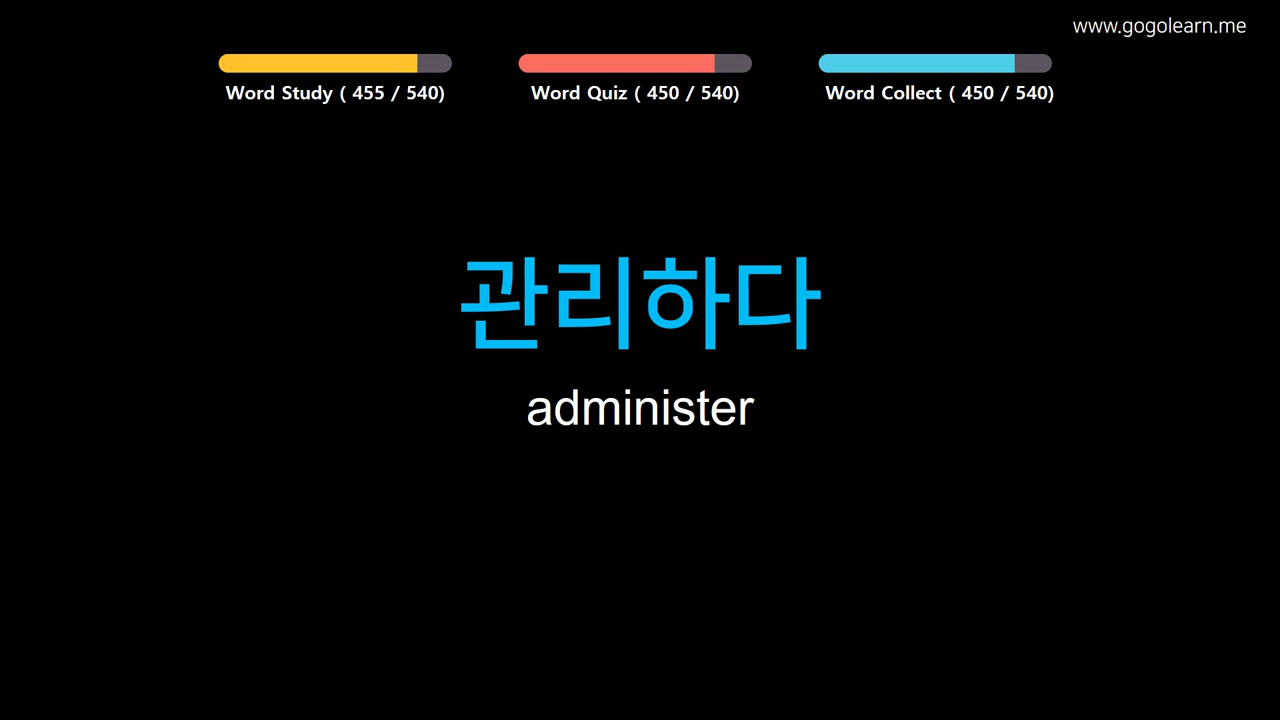 www.gogolearn.me
Word Study ( 455 / 540)
Word Quiz ( 450 / 540)
Word Collect ( 450 / 540)
관리하다
administer